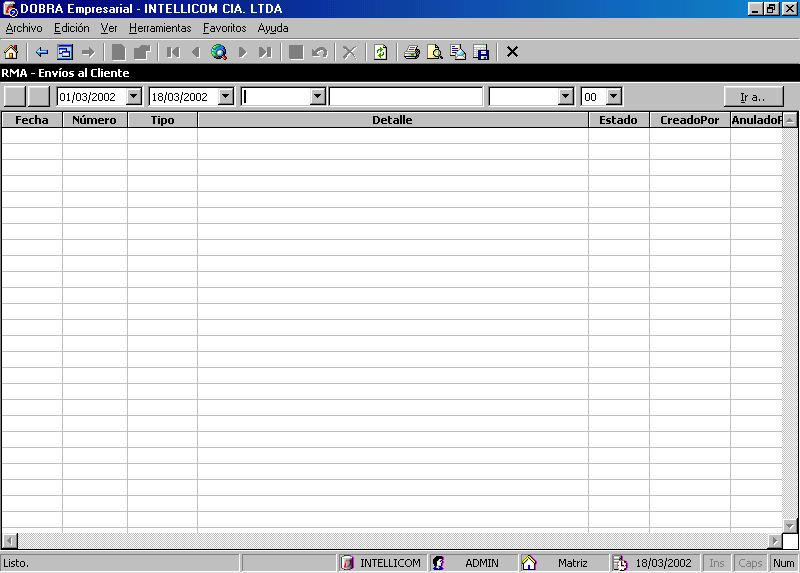 DOBRA Empresarial - INTELLICOM CIA. LTDA
Archivo Edición Ver Herramientas Favoritos Ayuda
RMA - Envíos al Cliente
01/03/2002 18/03/2002 00 Ir a..
Fecha Número Tipo Detalle Estado CreadoPor AnuladoP
Listo. INTELLICOM ADMIN Matriz 18/03/2002 Ins Caps Num